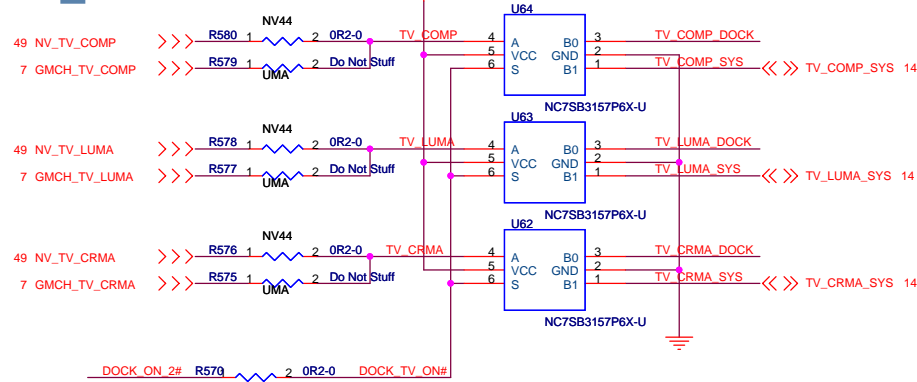 U64
NV44
49 NV_TV_COMP R580 1 2 0R2-0 TV_COMP 4 A B0 3 TV_COMP_DOCK
5 VCC GND 2
7 GMCH_TV_COMP R579 1 UMA 2 Do Not Stuff 6 S B1 1 TV_COMP_SYS TV_COMP_SYS 14
NC7SB3157P6X-U
U63
NV44
49 NV_TV_LUMA R578 1 2 0R2-0 TV_LUMA 4 A B0 3 TV_LUMA_DOCK
5 VCC GND 2
7 GMCH_TV_LUMA R577 1 UMA 2 Do Not Stuff 6 S B1 1 TV_LUMA_SYS TV_LUMA_SYS 14
NC7SB3157P6X-U
U62
NV44
49 NV_TV_CRMA R576 1 2 0R2-0 TV_CRMA 4 A B0 3 TV_CRMA_DOCK
5 VCC GND 2
7 GMCH_TV_CRMA R575 1 UMA 2 Do Not Stuff 6 S B1 1 TV_CRMA_SYS TV_CRMA_SYS 14
NC7SB3157P6X-U
DOCK_ON_2# R570 1 2 0R2-0 DOCK_TV_ON#